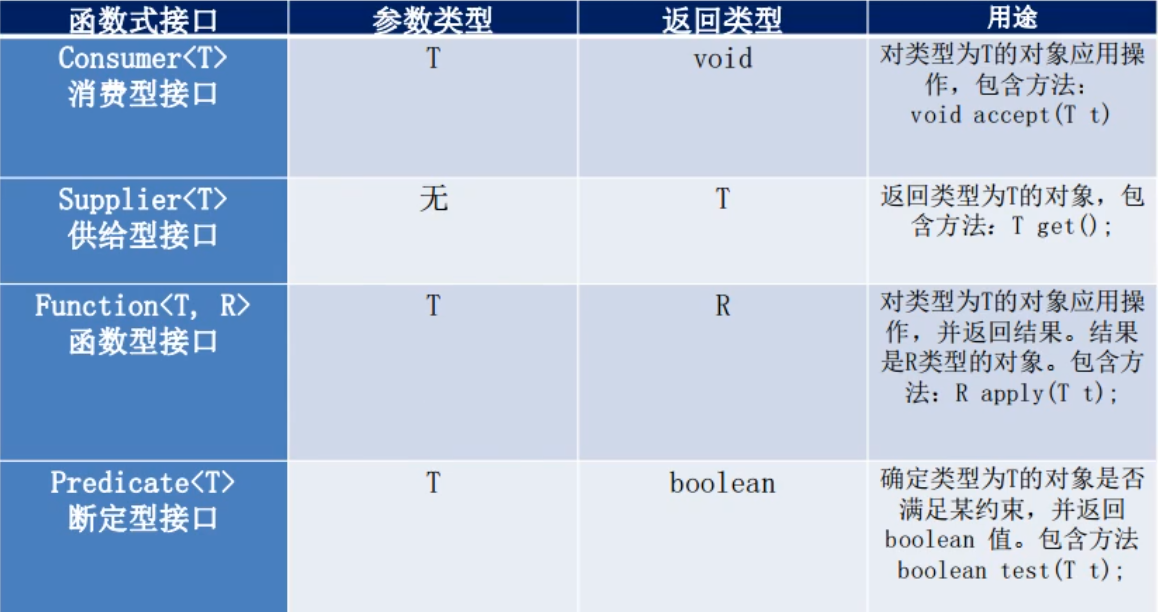 函数式接口 参数类型 返回类型 用途
Consumer<T>
消费型接口
T
void
对类型为T的对象应用操
作，包含方法：
void accept(T t)
Supplier<T>
供给型接口
无
T
返回类型为T的对象，包
含方法：T get();
Function<T, R>
函数型接口
T
R
对类型为T的对象应用操
作，并返回结果。结果
是R类型的对象。包含方
法：R apply(T t);
Predicate<T>
断定型接口
T
boolean
确定类型为T的对象是否
满足某约束，并返回
boolean 值。包含方法
boolean test(T t);